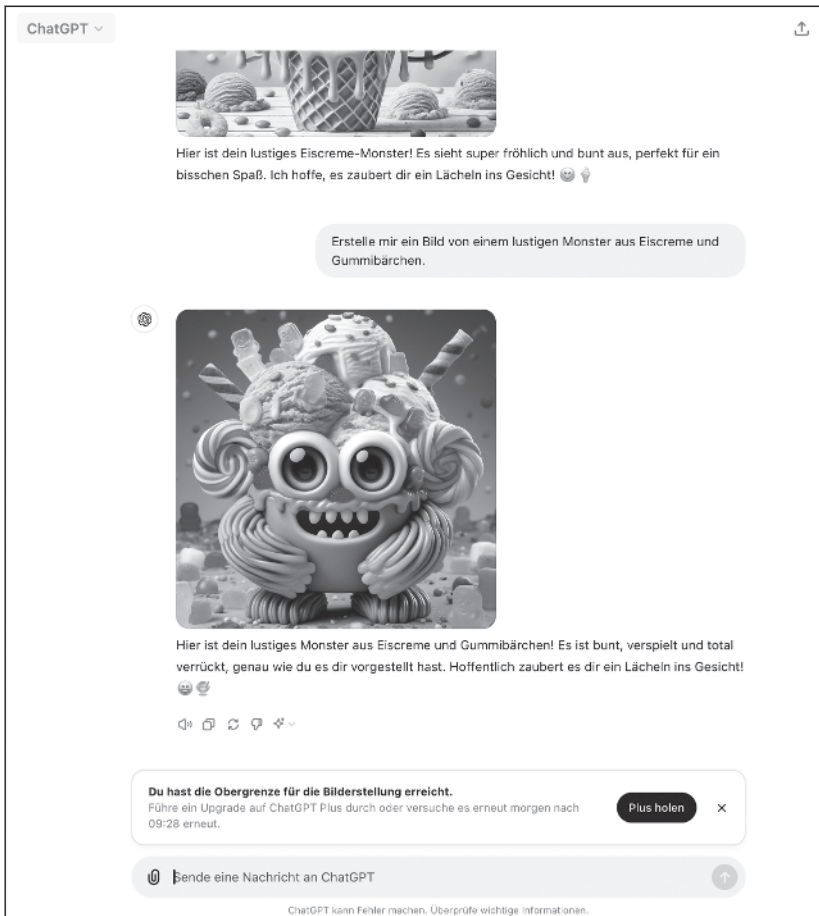 ChatGPT
Hier ist dein lustiges Eiscreme-Monster! Es sieht super fröhlich und bunt aus, perfekt für ein
bisschen Spaß. Ich hoffe, es zaubert dir ein Lächeln ins Gesicht! 😄🍦
Erstelle mir ein Bild von einem lustigen Monster aus Eiscreme und
Gummibärchen.
Hier ist dein lustiges Monster aus Eiscreme und Gummibärchen! Es ist bunt, verspielt und total
verrückt, genau wie du es dir vorgestellt hast. Hoffentlich zaubert es dir ein Lächeln ins Gesicht!
😄🍨
Du hast die Obergrenze für die Bilderstellung erreicht.
Führe ein Upgrade auf ChatGPT Plus durch oder versuche es erneut morgen nach
09:28 erneut.
Plus holen
Sende eine Nachricht an ChatGPT
ChatGPT kann Fehler machen. Überprüfe wichtige Informationen.